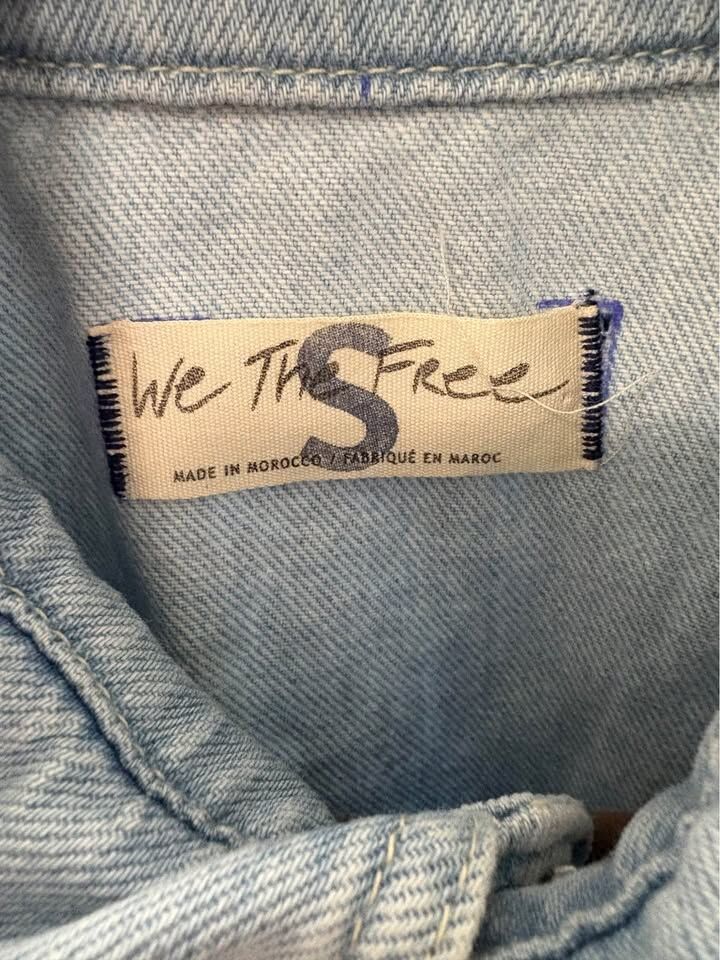 We The Free
S
MADE IN MOROCCO / FABRIQUÉ EN MAROC